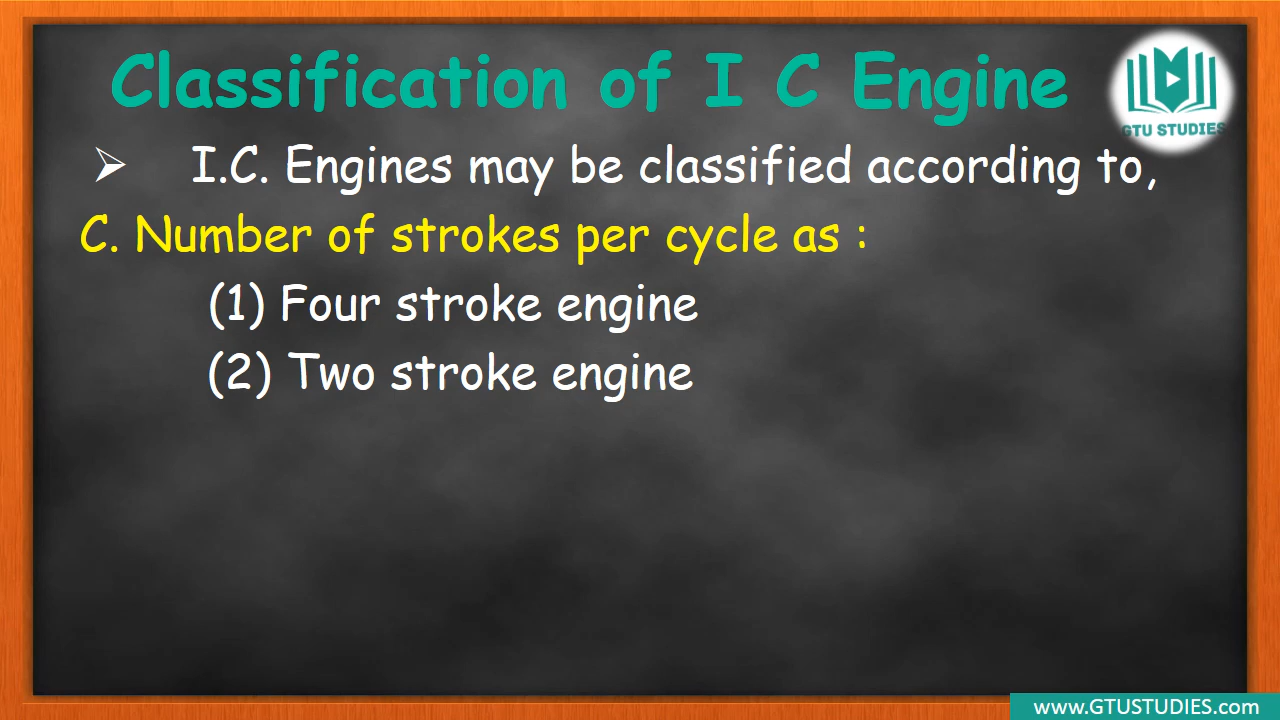 Classification of I C Engine
GTU STUDIES
➢ I.C. Engines may be classified according to,
C. Number of strokes per cycle as :
(1) Four stroke engine
(2) Two stroke engine
www.GTUSTUDIES.com